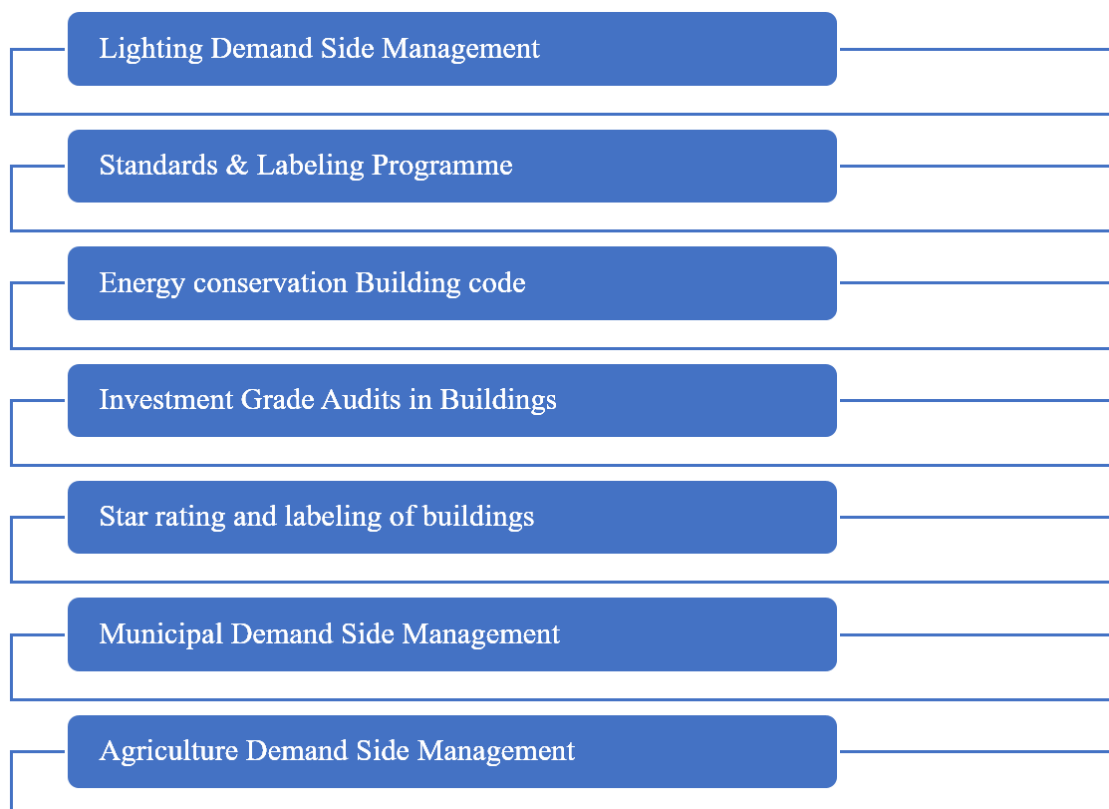 Lighting Demand Side Management
Standards & Labeling Programme
Energy conservation Building code
Investment Grade Audits in Buildings
Star rating and labeling of buildings
Municipal Demand Side Management
Agriculture Demand Side Management